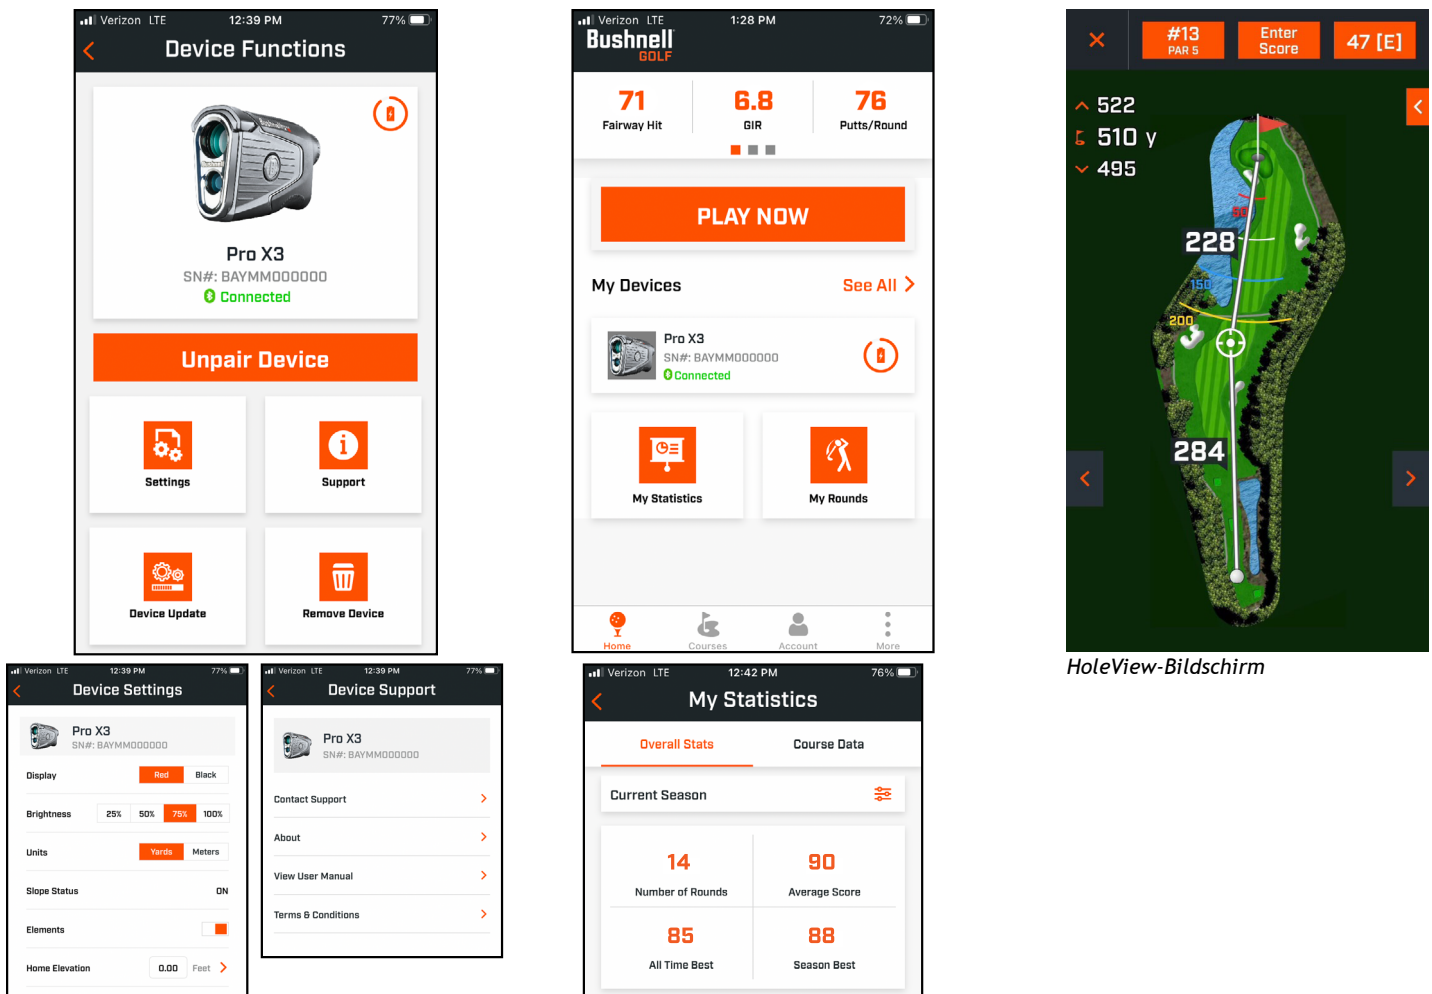 Verizon LTE 12:39 PM 77%
Device Functions
Pro X3
SN#: BAYMM000000
Connected
Unpair Device
Settings
Support
Device Update
Remove Device
Verizon LTE 12:39 PM 77%
Device Settings
Pro X3
SN#: BAYMM000000
Display Red Black
Brightness 25% 50% 75% 100%
Units Yards Meters
Slope Status ON
Elements
Home Elevation 0.00 Feet
Verizon LTE 12:39 PM 77%
Device Support
Pro X3
SN#: BAYMM000000
Contact Support
About
View User Manual
Terms & Conditions
Verizon LTE 1:28 PM 72%
Bushnell
GOLF
71 6.8 76
Fairway Hit GIR Putts/Round
PLAY NOW
My Devices See All
Pro X3
SN#: BAYMM000000
Connected
My Statistics
My Rounds
Home Courses Account More
Verizon LTE 12:42 PM 76%
My Statistics
Overall Stats Course Data
Current Season
14 90
Number of Rounds Average Score
85 88
All Time Best Season Best
#13
PAR 5
Enter
Score
47 [E]
522
510 y
495
228
150
200
284
HoleView-Bildschirm